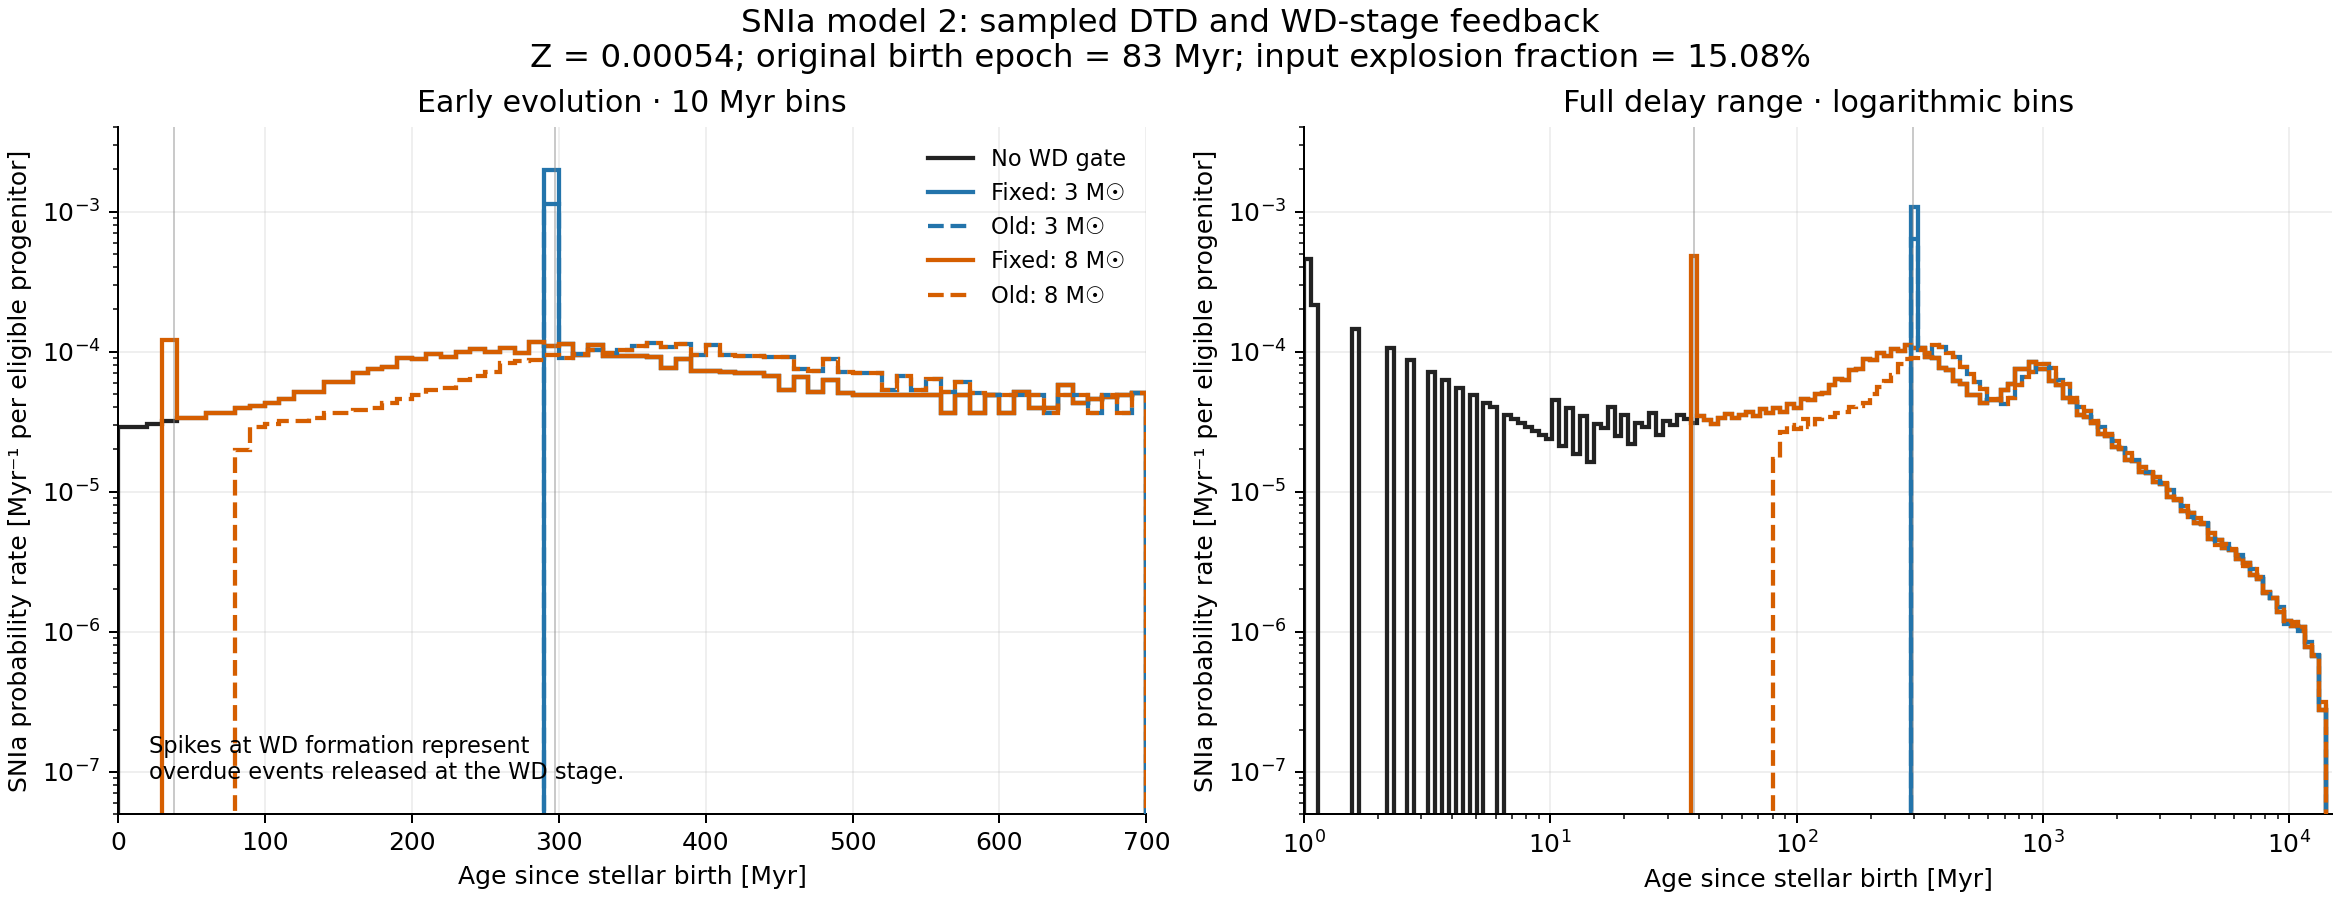 SNIa model 2: sampled DTD and WD-stage feedback
Z = 0.00054; original birth epoch = 83 Myr; input explosion fraction = 15.08%
Early evolution · 10 Myr bins
SNIa probability rate [Myr⁻¹ per eligible progenitor]
10⁻³
10⁻⁴
10⁻⁵
10⁻⁶
10⁻⁷
No WD gate
Fixed: 3 M☉
Old: 3 M☉
Fixed: 8 M☉
Old: 8 M☉
Spikes at WD formation represent
overdue events released at the WD stage.
0 100 200 300 400 500 600 700
Age since stellar birth [Myr]
Full delay range · logarithmic bins
SNIa probability rate [Myr⁻¹ per eligible progenitor]
10⁻³
10⁻⁴
10⁻⁵
10⁻⁶
10⁻⁷
10⁰ 10¹ 10² 10³ 10⁴
Age since stellar birth [Myr]